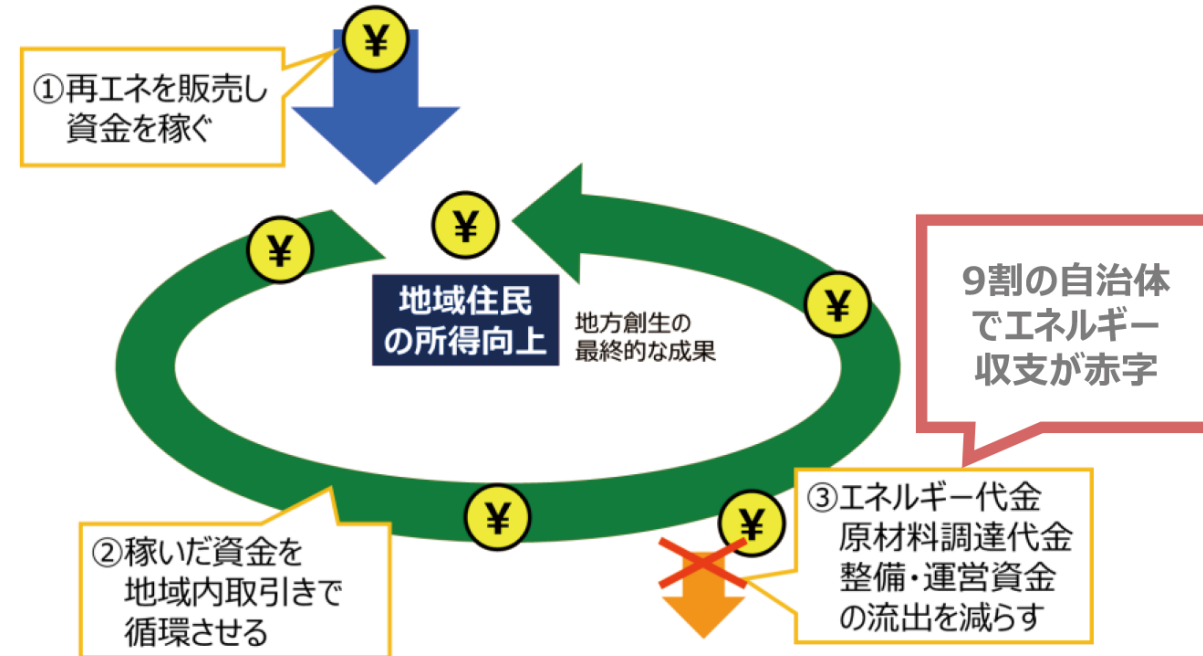 ¥
①再エネを販売し
資金を稼ぐ
¥
¥
地域住民
の所得向上
地方創生の
最終的な成果
¥
9割の自治体
でエネルギー
収支が赤字
¥
¥
②稼いだ資金を
地域内取引きで
循環させる
③エネルギー代金
原材料調達代金
整備・運営資金
の流出を減らす